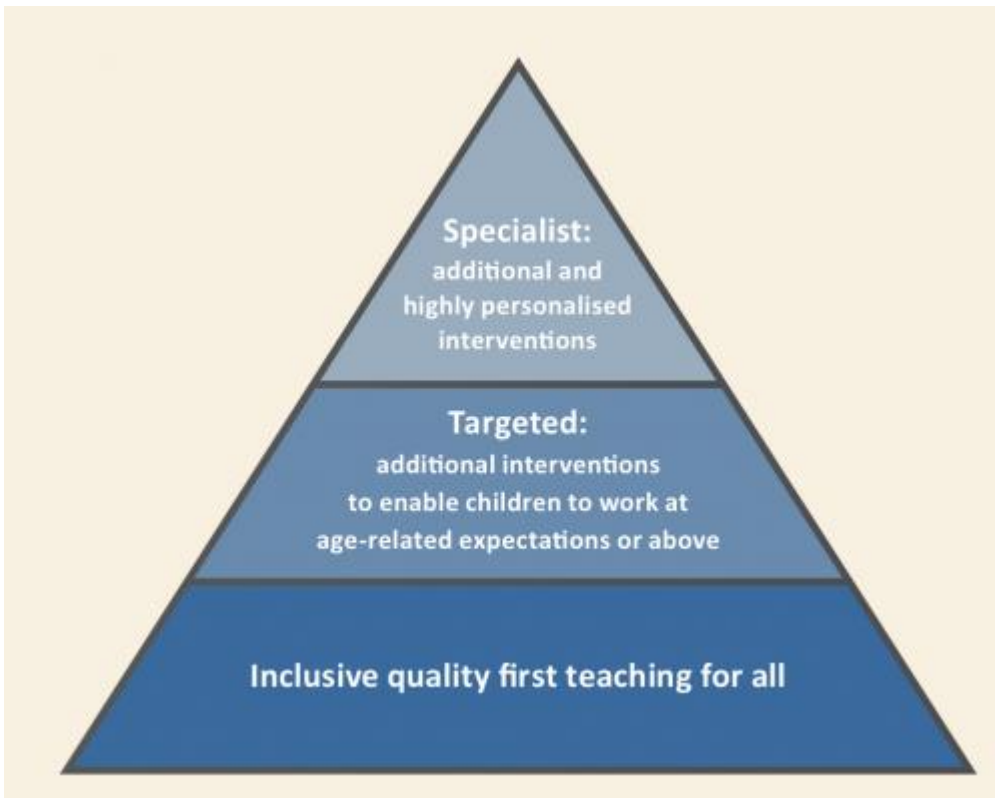 Specialist:
additional and
highly personalised
interventions
Targeted:
additional interventions
to enable children to work at
age-related expectations or above
Inclusive quality first teaching for all